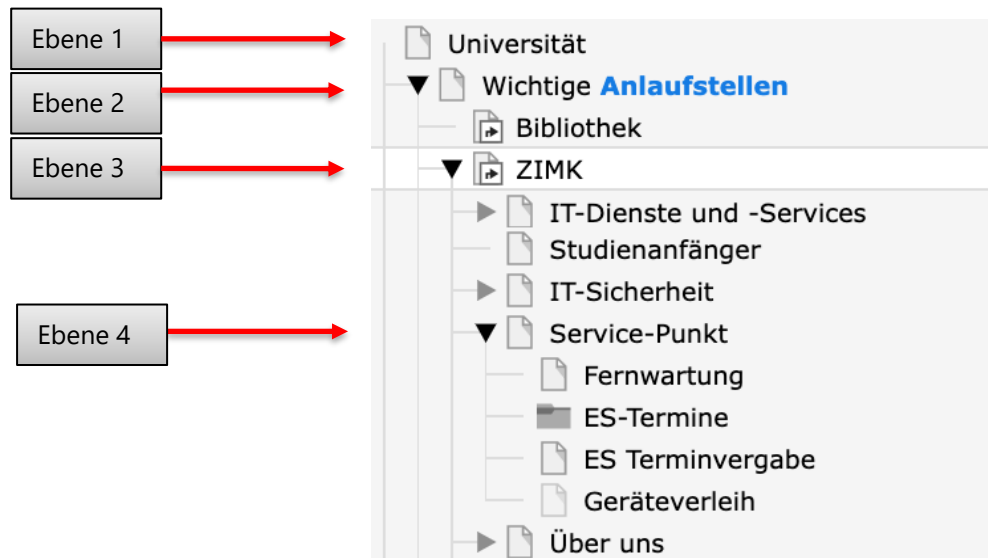 Ebene 1
Universität
Ebene 2
Wichtige Anlaufstellen
Bibliothek
Ebene 3
ZIMK
IT-Dienste und -Services
Studienanfänger
IT-Sicherheit
Ebene 4
Service-Punkt
Fernwartung
ES-Termine
ES Terminvergabe
Geräteverleih
Über uns